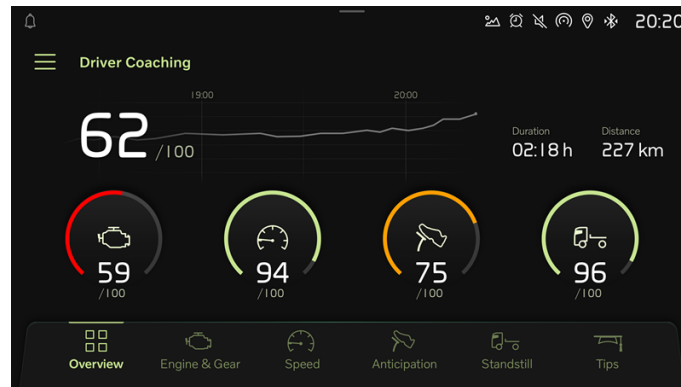 20:20
Driver Coaching
19:00 20:00
62/100
Duration Distance
02:18 h 227 km
59 94 75 96
/100 /100 /100 /100
Overview Engine & Gear Speed Anticipation Standstill Tips